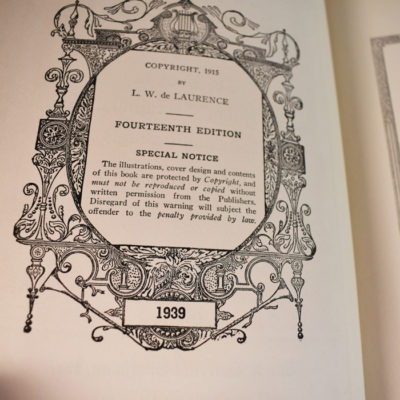 COPYRIGHT, 1915
BY
L. W. de LAURENCE
FOURTEENTH EDITION
SPECIAL NOTICE
The illustrations, cover design and contents
of this book are protected by Copyright, and
must not be reproduced or copied without
written permission from the Publishers.
Disregard of this warning will subject the
offender to the penalty provided by law.
1939